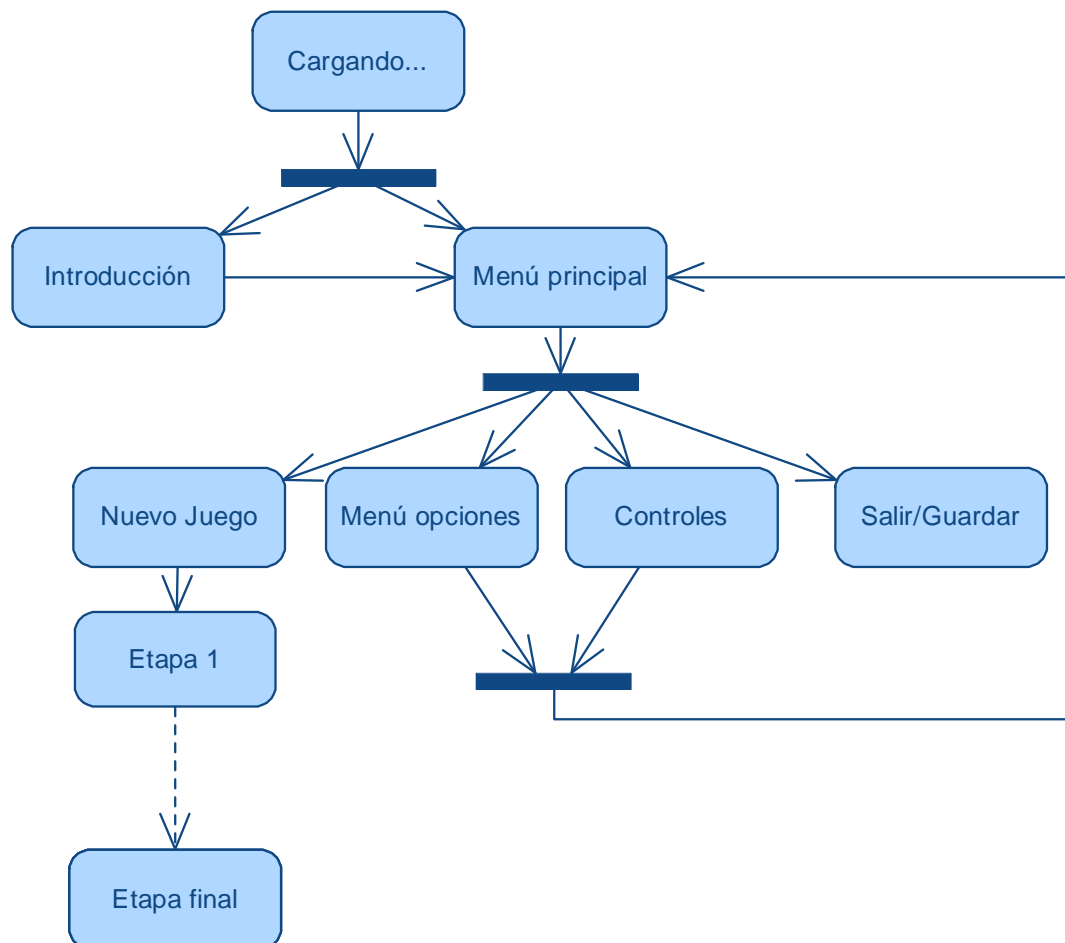 Cargando...
Introducción
Menú principal
Nuevo Juego
Menú opciones
Controles
Salir/Guardar
Etapa 1
Etapa final